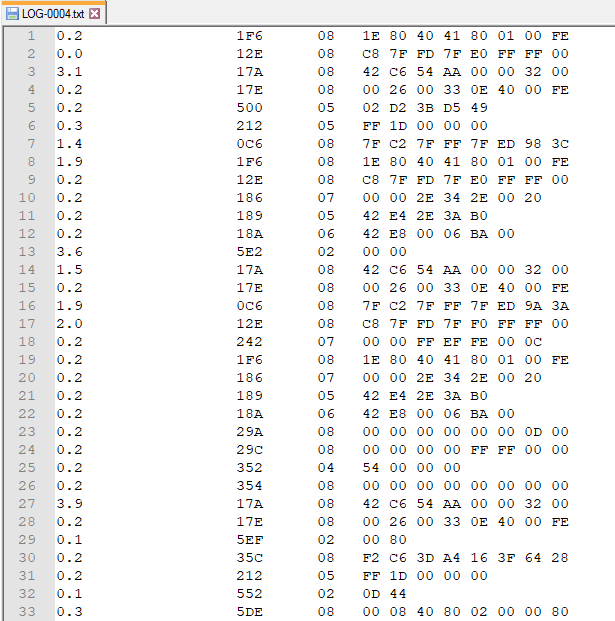 LOG-0004.txt
1 0.2 1F6 08 1E 80 40 41 80 01 00 FE
2 0.0 12E 08 C8 7F FD 7F E0 FF FF 00
3 3.1 17A 08 42 C6 54 AA 00 00 32 00
4 0.2 17E 08 00 26 00 33 0E 40 00 FE
5 0.2 500 05 02 D2 3B D5 49
6 0.3 212 05 FF 1D 00 00 00
7 1.4 0C6 08 7F C2 7F FF 7F ED 98 3C
8 1.9 1F6 08 1E 80 40 41 80 01 00 FE
9 0.2 12E 08 C8 7F FD 7F E0 FF FF 00
10 0.2 186 07 00 00 2E 34 2E 00 20
11 0.2 189 05 42 E4 2E 3A B0
12 0.2 18A 06 42 E8 00 06 BA 00
13 3.6 5E2 02 00 00
14 1.5 17A 08 42 C6 54 AA 00 00 32 00
15 0.2 17E 08 00 26 00 33 0E 40 00 FE
16 1.9 0C6 08 7F C2 7F FF 7F ED 9A 3A
17 2.0 12E 08 C8 7F FD 7F F0 FF FF 00
18 0.2 242 07 00 00 FF EF FE 00 0C
19 0.2 1F6 08 1E 80 40 41 80 01 00 FE
20 0.2 186 07 00 00 2E 34 2E 00 20
21 0.2 189 05 42 E4 2E 3A B0
22 0.2 18A 06 42 E8 00 06 BA 00
23 0.2 29A 08 00 00 00 00 00 00 0D 00
24 0.2 29C 08 00 00 00 00 FF FF 00 00
25 0.2 352 04 54 00 00 00
26 0.2 354 08 00 00 00 00 00 00 00 00
27 3.9 17A 08 42 C6 54 AA 00 00 32 00
28 0.2 17E 08 00 26 00 33 0E 40 00 FE
29 0.1 5EF 02 00 80
30 0.2 35C 08 F2 C6 3D A4 16 3F 64 28
31 0.2 212 05 FF 1D 00 00 00
32 0.1 552 02 0D 44
33 0.3 5DE 08 00 08 40 80 02 00 00 80